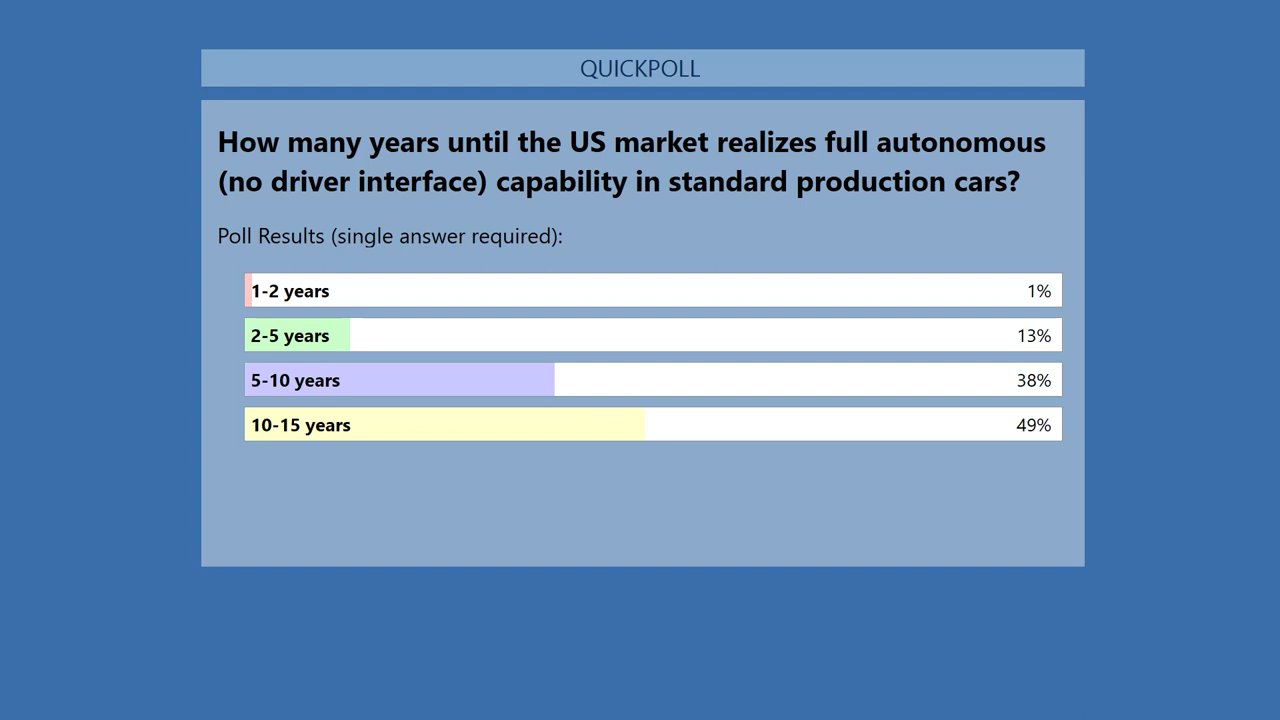 QUICKPOLL
How many years until the US market realizes full autonomous
(no driver interface) capability in standard production cars?
Poll Results (single answer required):
1-2 years 1%
2-5 years 13%
5-10 years 38%
10-15 years 49%